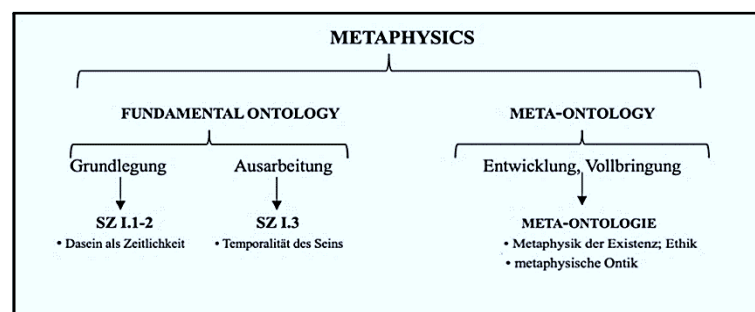 METAPHYSICS
FUNDAMENTAL ONTOLOGY
META-ONTOLOGY
Grundlegung
Ausarbeitung
Entwicklung, Vollbringung
SZ I.1-2
SZ I.3
META-ONTOLOGIE
• Dasein als Zeitlichkeit
• Temporalität des Seins
• Metaphysik der Existenz; Ethik
• metaphysische Ontik